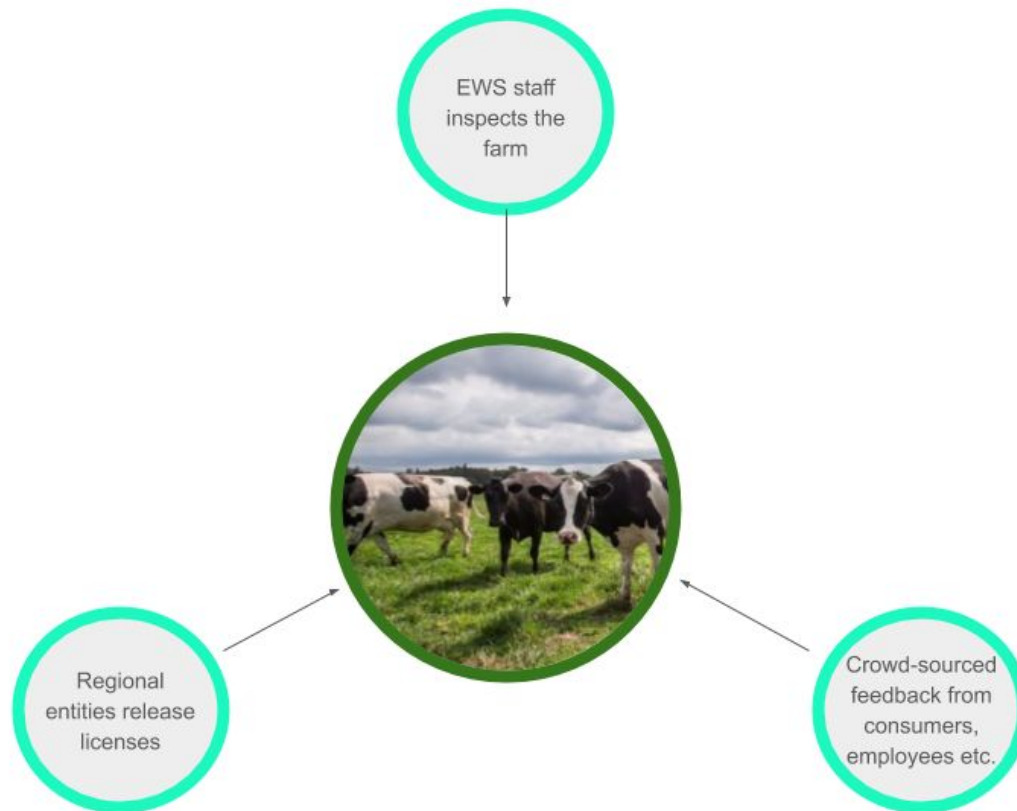 EWS staff
inspects the
farm
Regional
entities release
licenses
Crowd-sourced
feedback from
consumers,
employees etc.